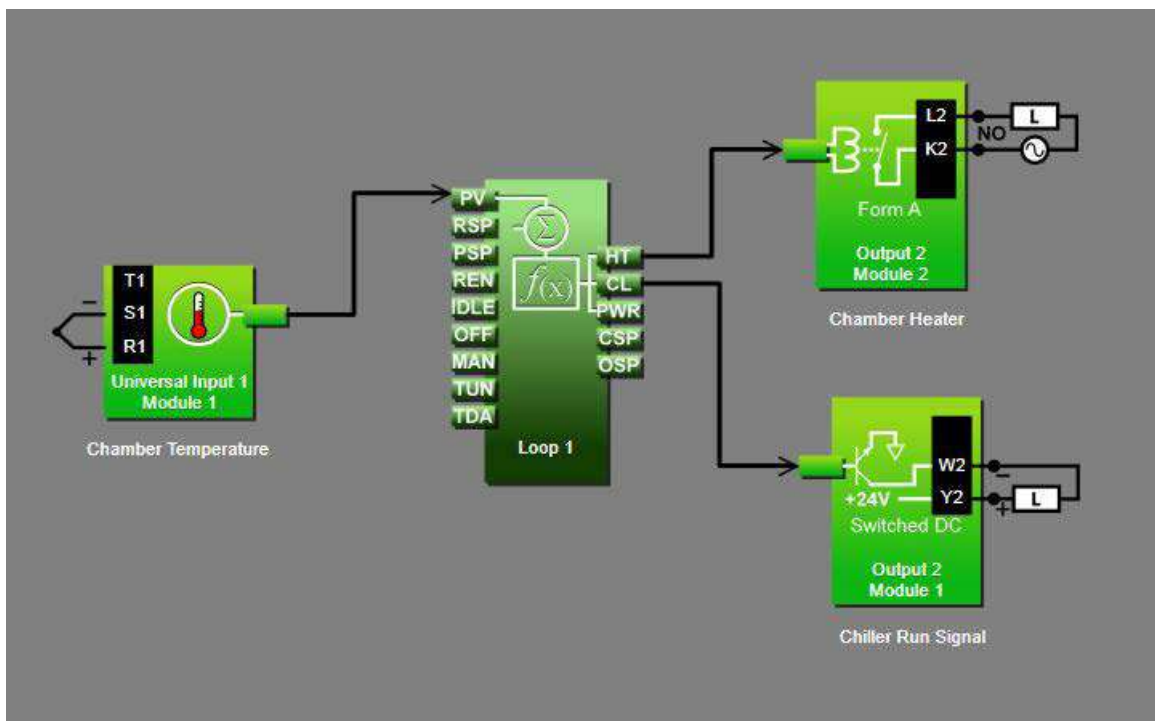 T1
S1
R1
−
+
Universal Input 1
Module 1
Chamber Temperature
PV
RSP
PSP
REN
IDLE
OFF
MAN
TUN
TDA
Σ
f(x)
HT
CL
PWR
CSP
OSP
Loop 1
L2
K2
NO
L
Form A
Output 2
Module 2
Chamber Heater
W2
Y2
−
+
L
+24V
Switched DC
Output 2
Module 1
Chiller Run Signal